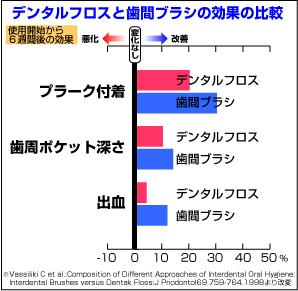 デンタルフロスと歯間ブラシの効果の比較
使用開始から
6週間後の効果
悪化
変化なし
改善
プラーク付着
デンタルフロス
歯間ブラシ
歯周ポケット深さ
デンタルフロス
歯間ブラシ
出血
デンタルフロス
歯間ブラシ
-10 0 10 20 30 40 50 %
©Vassiliki C et al.:Composition of Different Approaches of Interdental Oral Hygiene:
Interdental Brushes versus Dentak Floss:J Priodontol69,759-764,1998より改変